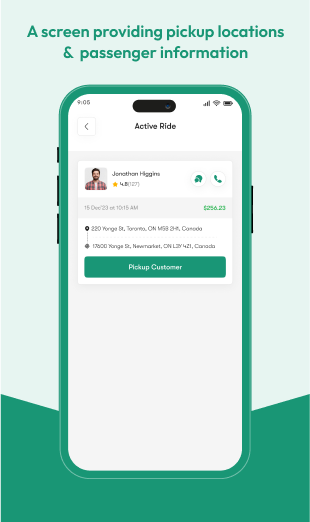 A screen providing pickup locations
& passenger information
9:05
Active Ride
Jonathan Higgins
4.8(127)
15 Dec'23 at 10:15 AM
$256.23
220 Yonge St, Toronto, ON M5B 2H1, Canada
17600 Yonge St, Newmarket, ON L3Y 4Z1, Canada
Pickup Customer